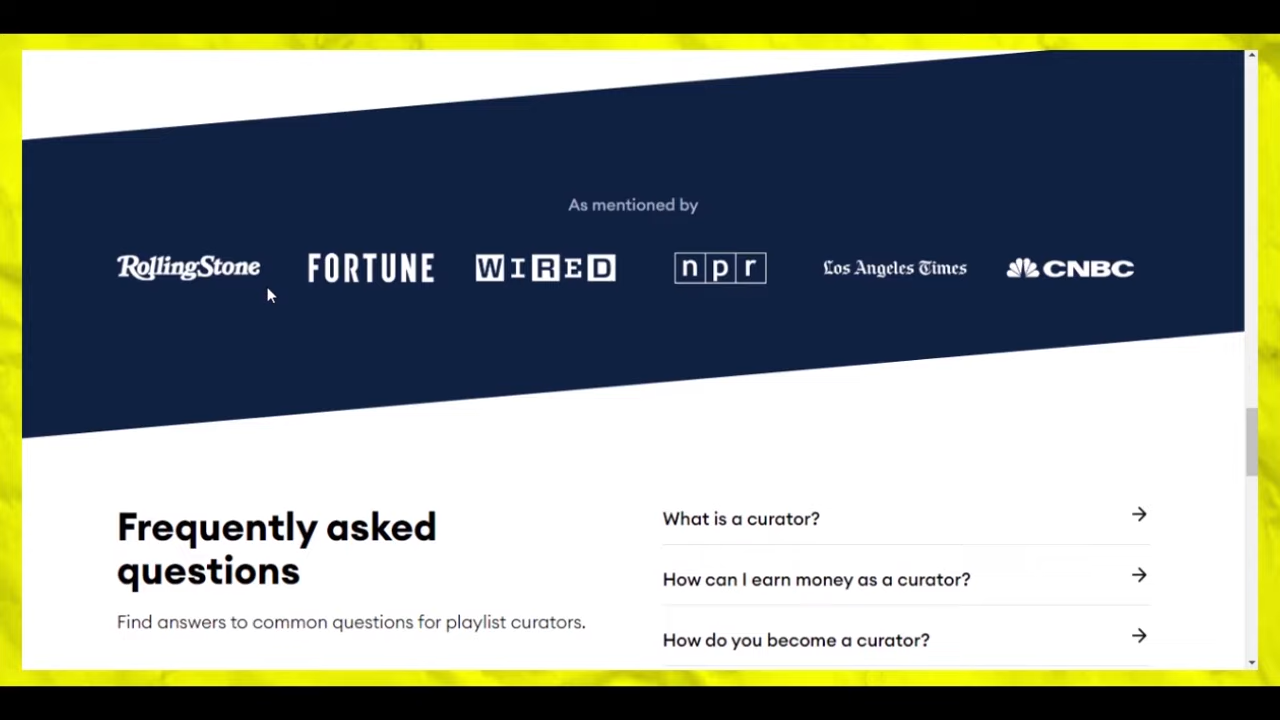 As mentioned by
RollingStone FORTUNE WIRED npr Los Angeles Times CNBC
Frequently asked
questions
Find answers to common questions for playlist curators.
What is a curator?
How can I earn money as a curator?
How do you become a curator?